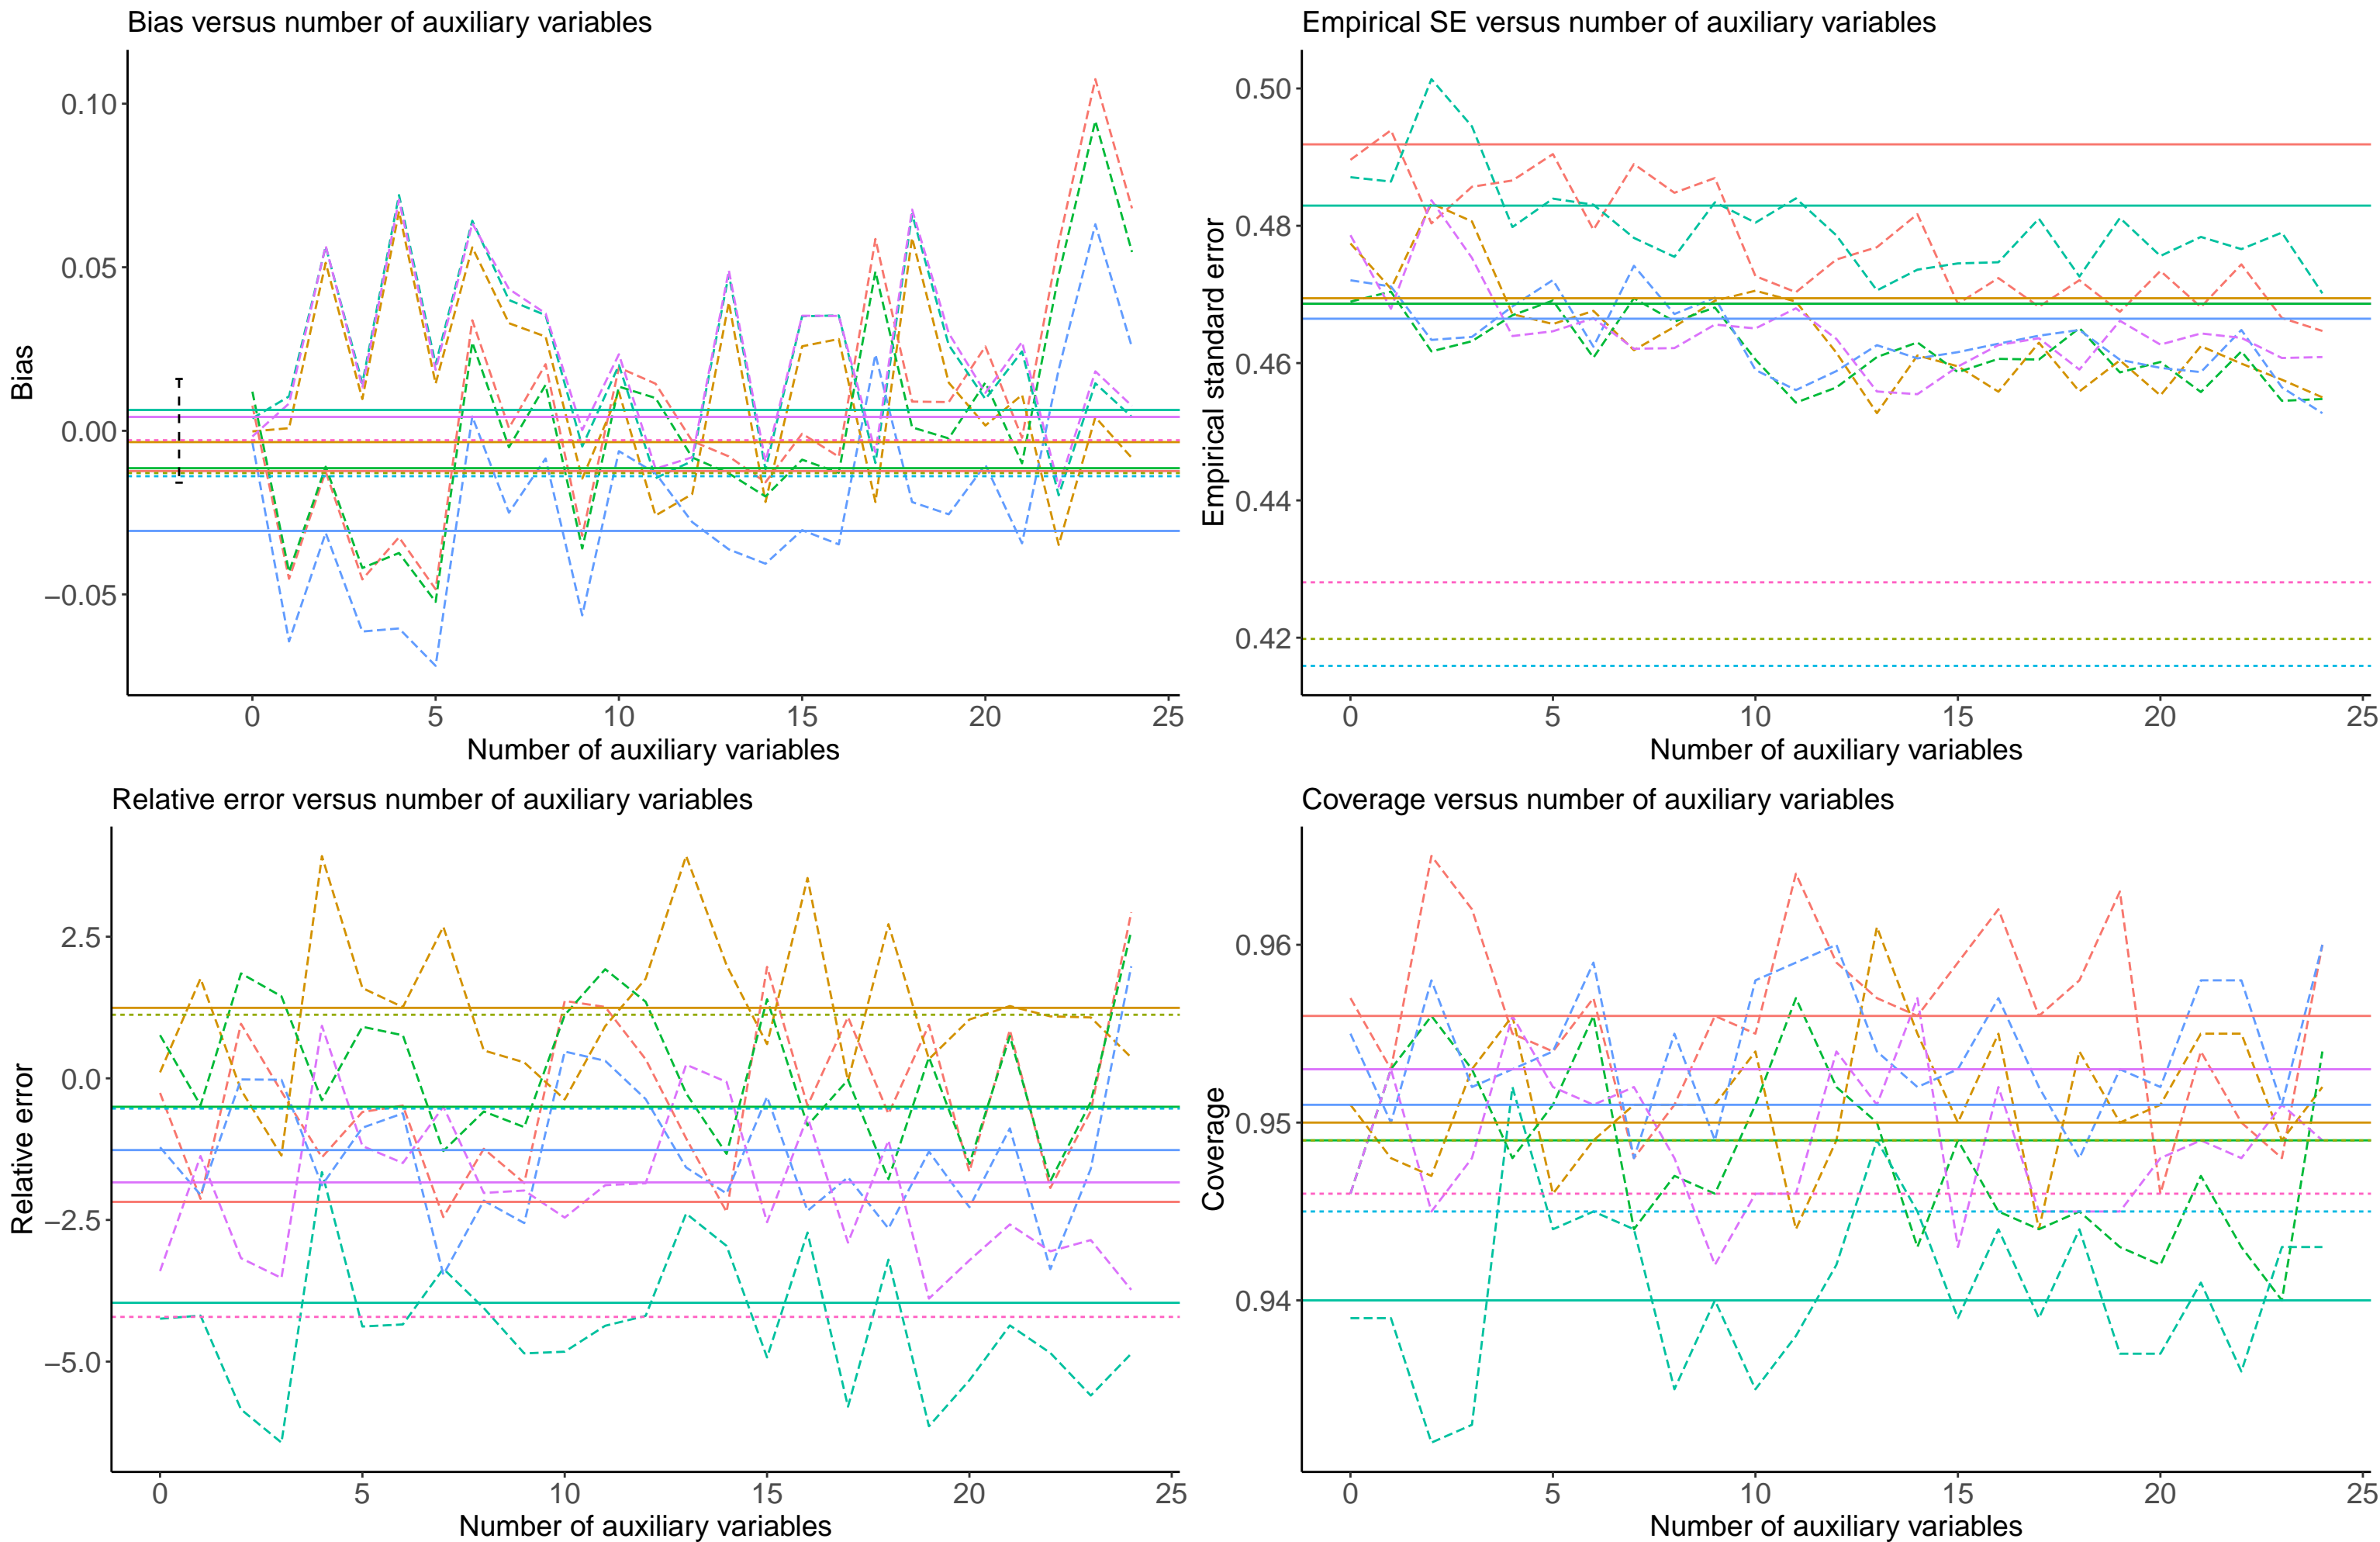 Bias versus number of auxiliary variables
0.10
0.05
0.00
−0.05
Bias
0 5 10 15 20 25
Number of auxiliary variables
Empirical SE versus number of auxiliary variables
0.50
0.48
0.46
0.44
0.42
Empirical standard error
0 5 10 15 20 25
Number of auxiliary variables
Relative error versus number of auxiliary variables
2.5
0.0
−2.5
−5.0
Relative error
0 5 10 15 20 25
Number of auxiliary variables
Coverage versus number of auxiliary variables
0.96
0.95
0.94
Coverage
0 5 10 15 20 25
Number of auxiliary variables